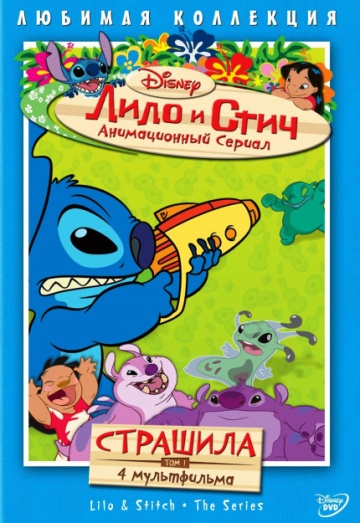 ЛЮБИМАЯ КОЛЛЕКЦИЯ
Disney
Лило и Стич
Анимационный Сериал
СТРАШИЛА
ТОМ 1
4 мультфильма
Lilo & Stitch • The Series
Disney
DVD